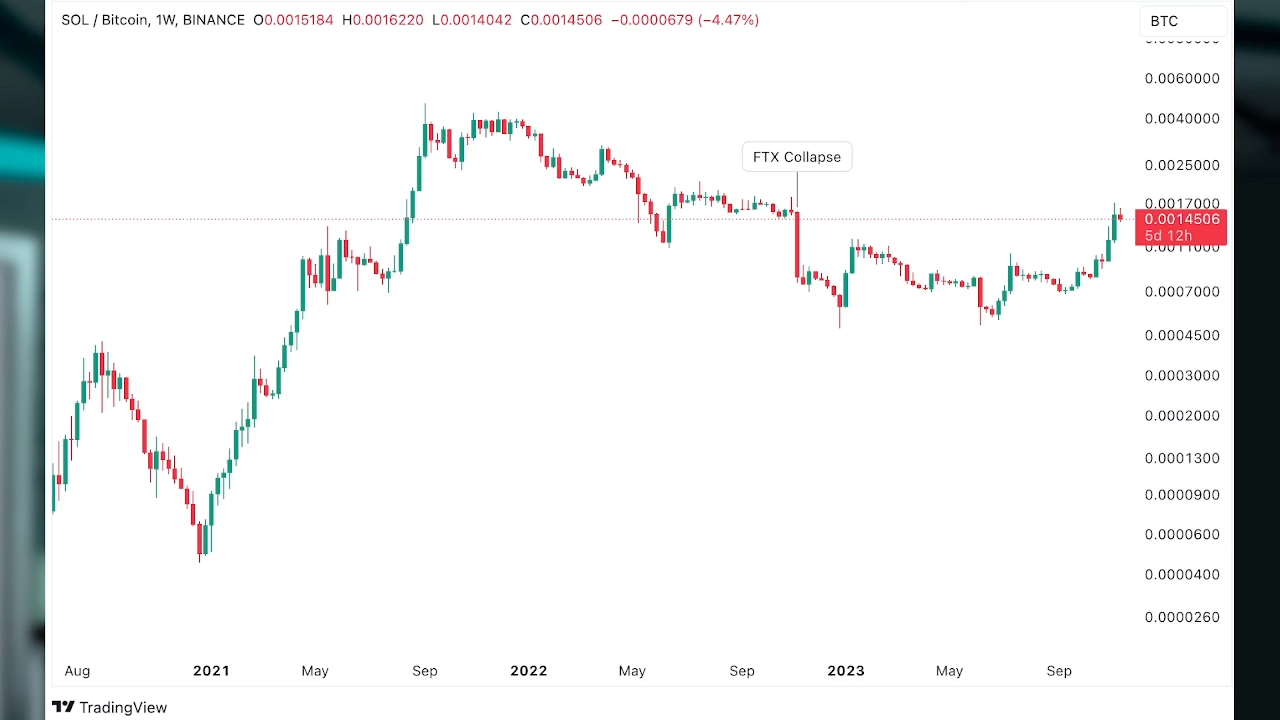 SOL / Bitcoin, 1W, BINANCE O0.0015184 H0.0016220 L0.0014042 C0.0014506 −0.0000679 (−4.47%)
BTC
0.0060000
0.0040000
FTX Collapse
0.0025000
0.0017000
0.0014506
5d 12h
0.0011000
0.0007000
0.0004500
0.0003000
0.0002000
0.0001300
0.0000900
0.0000600
0.0000400
0.0000260
Aug 2021 May Sep 2022 May Sep 2023 May Sep
TradingView